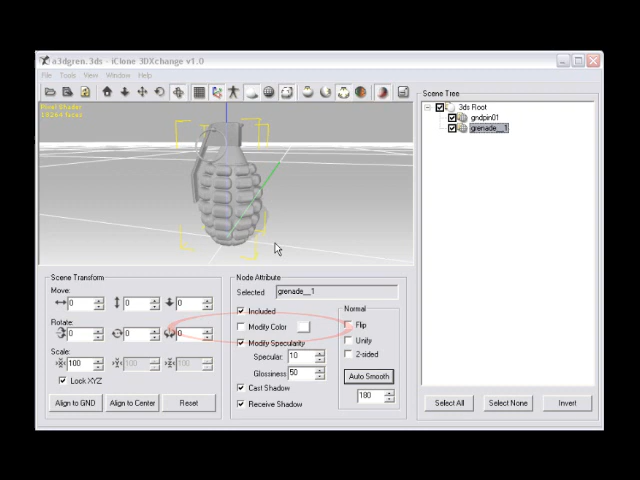 a3dgren.3ds - iClone 3DXchange v1.0
File Tools View Window Help
Pixel Shader
19264 faces
Scene Tree
3ds Root
gndpin01
grenade__1
Scene Transform
Move:
0 0 0
Rotate:
0 0 0
Scale:
100 100 100
Lock XYZ
Align to GND Align to Center Reset
Node Attribute
Selected grenade__1
Included
Modify Color
Modify Specularity
Specular: 10
Glossiness: 50
Cast Shadow
Receive Shadow
Normal
Flip
Unify
2-sided
Auto Smooth
180
Select All Select None Invert